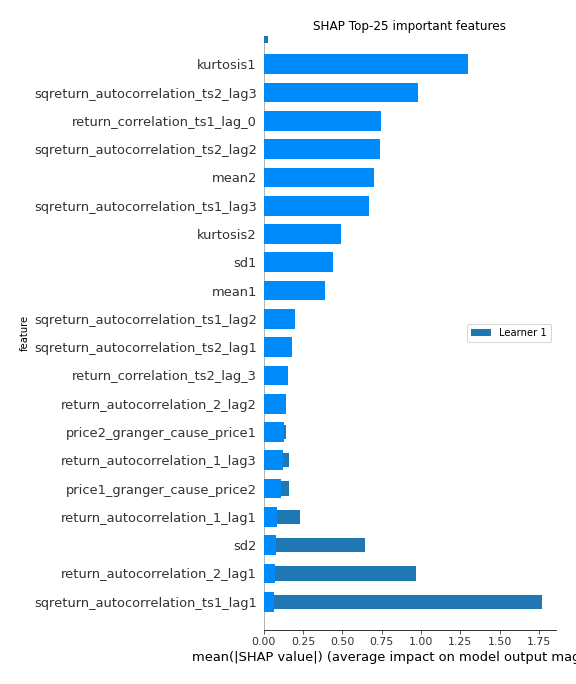 SHAP Top-25 important features
kurtosis1
sqreturn_autocorrelation_ts2_lag3
return_correlation_ts1_lag_0
sqreturn_autocorrelation_ts2_lag2
mean2
sqreturn_autocorrelation_ts1_lag3
kurtosis2
sd1
mean1
sqreturn_autocorrelation_ts1_lag2
feature
Learner 1
sqreturn_autocorrelation_ts2_lag1
return_correlation_ts2_lag_3
return_autocorrelation_2_lag2
price2_granger_cause_price1
return_autocorrelation_1_lag3
price1_granger_cause_price2
return_autocorrelation_1_lag1
sd2
return_autocorrelation_2_lag1
sqreturn_autocorrelation_ts1_lag1
0.00 0.25 0.50 0.75 1.00 1.25 1.50 1.75
mean(|SHAP value|) (average impact on model output mag